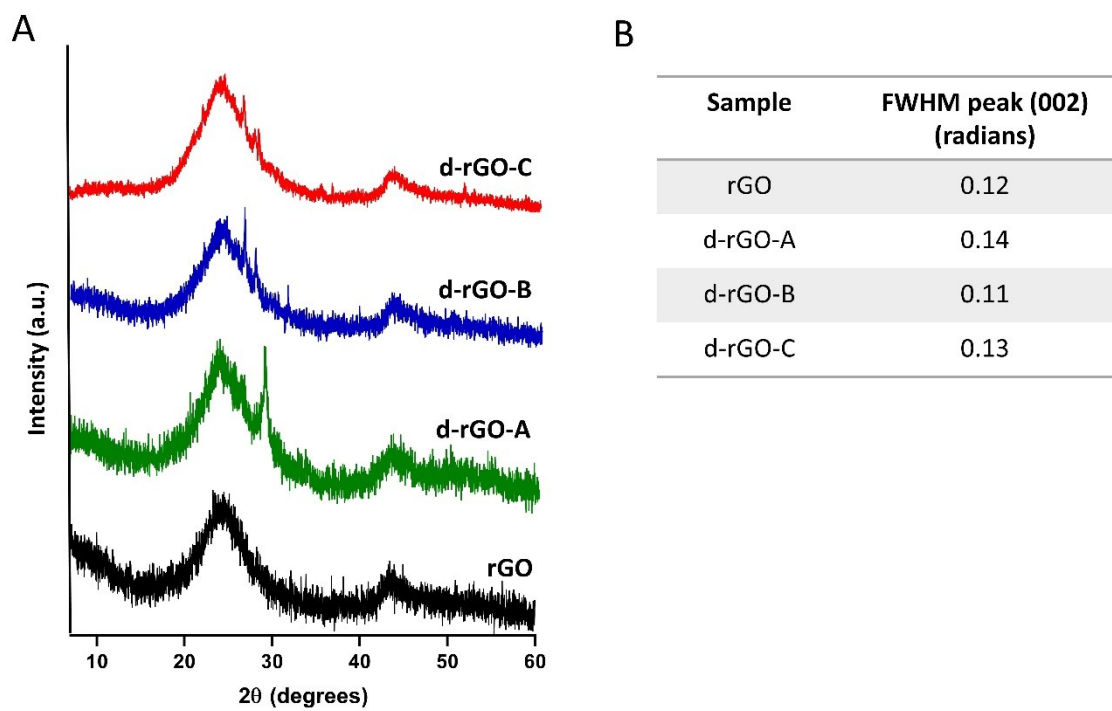 A
d-rGO-C
d-rGO-B
d-rGO-A
rGO
Intensity (a.u.)
10 20 30 40 50 60
2θ (degrees)
B
Sample FWHM peak (002)
(radians)
rGO 0.12
d-rGO-A 0.14
d-rGO-B 0.11
d-rGO-C 0.13